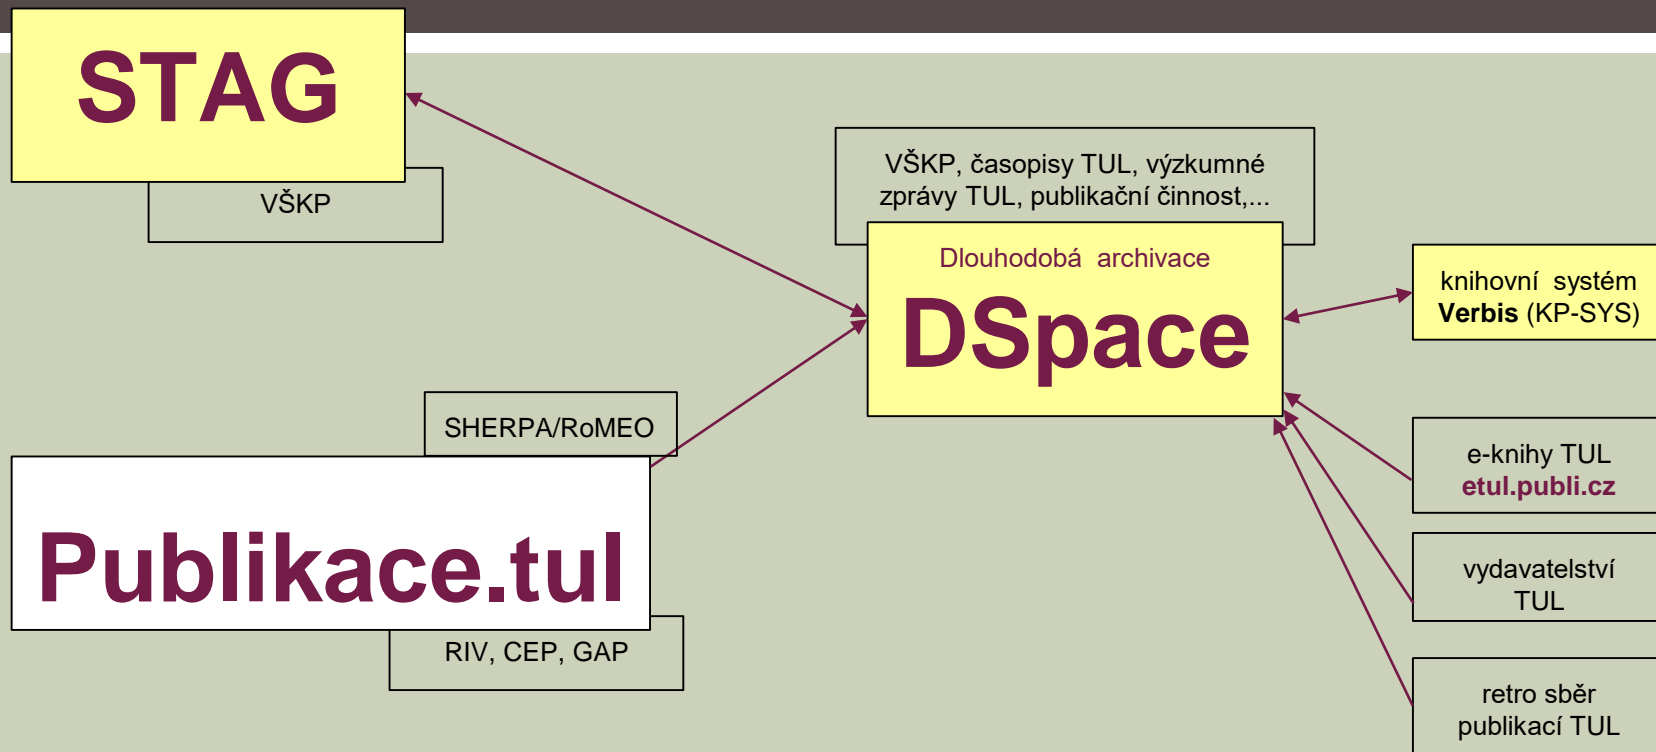 STAG
VŠKP
VŠKP, časopisy TUL, výzkumné
zprávy TUL, publikační činnost,...
Dlouhodobá archivace
DSpace
knihovní systém
Verbis (KP-SYS)
SHERPA/RoMEO
Publikace.tul
RIV, CEP, GAP
e-knihy TUL
etul.publi.cz
vydavatelství
TUL
retro sběr
publikací TUL